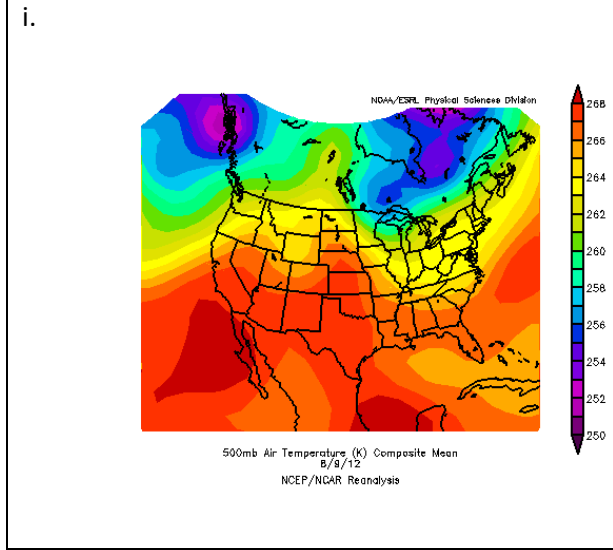 i.
NOAA/ESRL Physical Sciences Division
268
266
264
262
260
258
256
254
252
250
500mb Air Temperature (K) Composite Mean
6/9/12
NCEP/NCAR Reanalysis